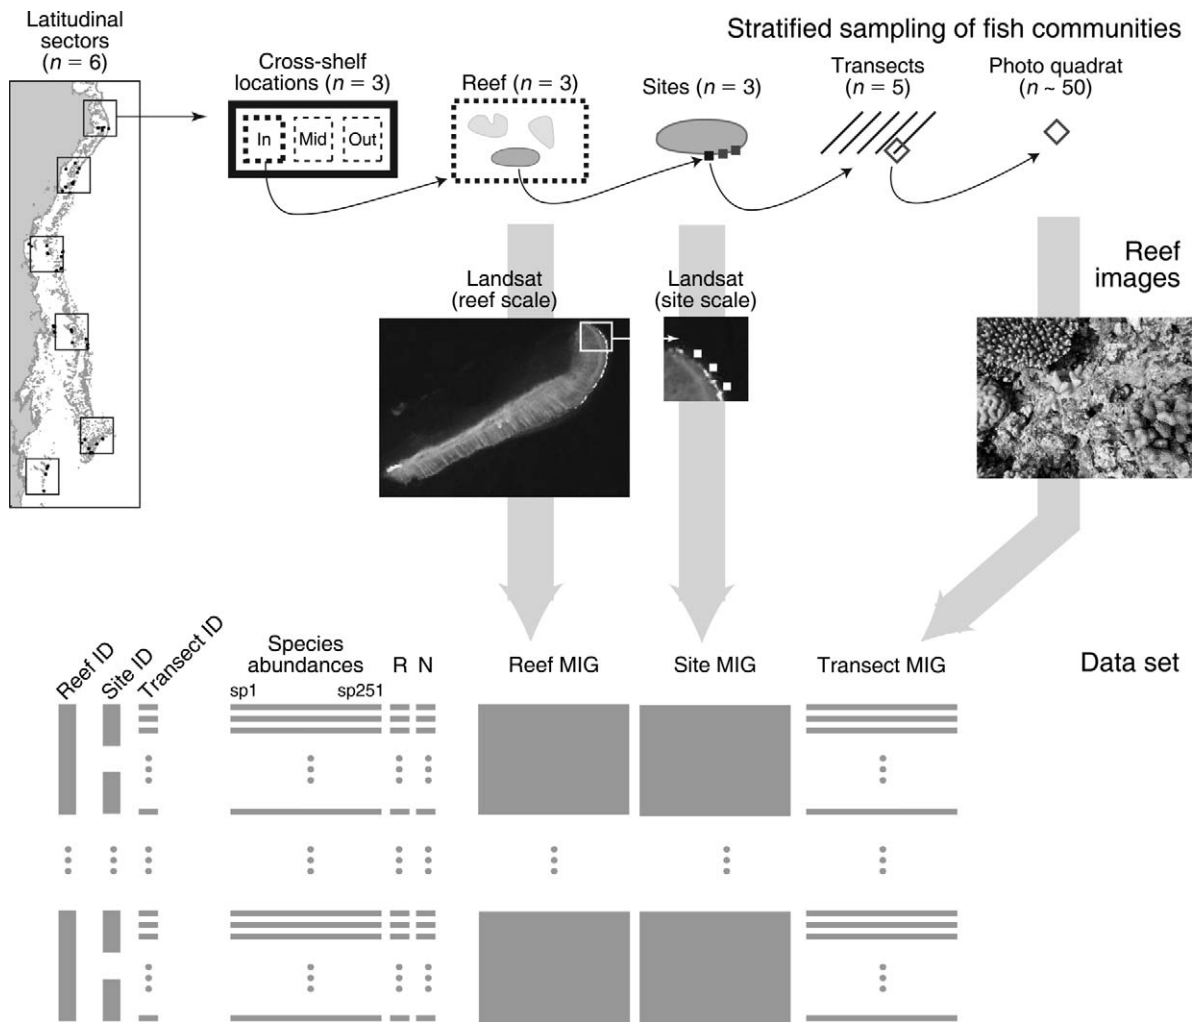 Latitudinal
sectors
(n = 6)
Stratified sampling of fish communities
Cross-shelf
locations (n = 3)
Reef (n = 3)
Sites (n = 3)
Transects
(n = 5)
Photo quadrat
(n ~ 50)
In
Mid
Out
Landsat
(reef scale)
Landsat
(site scale)
Reef
images
Reef ID
Site ID
Transect ID
Species
abundances
sp1
sp251
R N
Reef MIG
Site MIG
Transect MIG
Data set